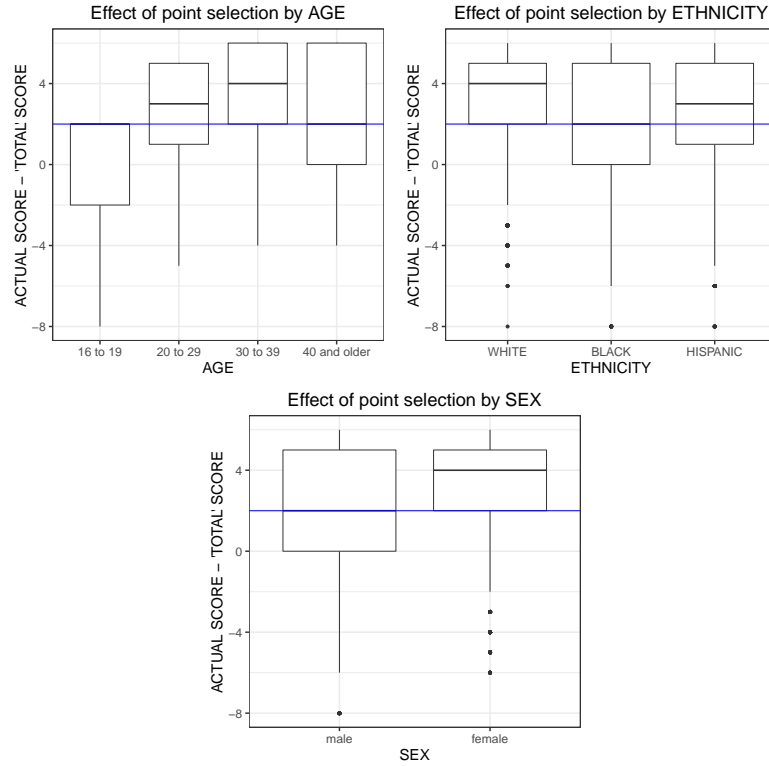 Effect of point selection by AGE
ACTUAL SCORE − 'TOTAL' SCORE
4
0
−4
−8
16 to 19
20 to 29
30 to 39
40 and older
AGE
Effect of point selection by ETHNICITY
ACTUAL SCORE − 'TOTAL' SCORE
4
0
−4
−8
WHITE
BLACK
HISPANIC
ETHNICITY
Effect of point selection by SEX
ACTUAL SCORE − 'TOTAL' SCORE
4
0
−4
−8
male
female
SEX